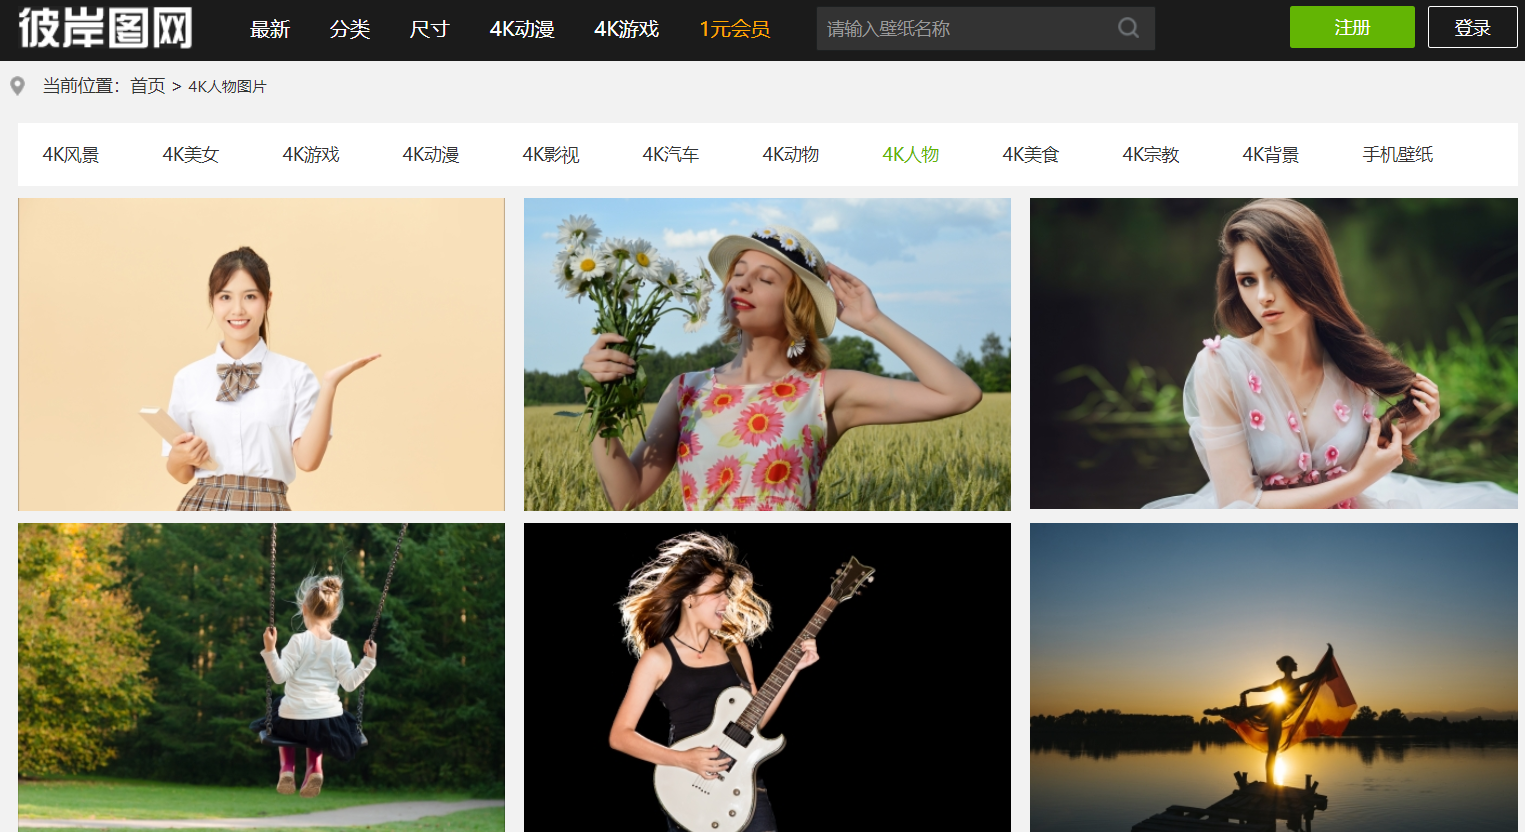 彼岸图网 最新 分类 尺寸 4K动漫 4K游戏 1元会员 请输入壁纸名称 注册 登录
当前位置：首页 > 4K人物图片
4K风景 4K美女 4K游戏 4K动漫 4K影视 4K汽车 4K动物 4K人物 4K美食 4K宗教 4K背景 手机壁纸